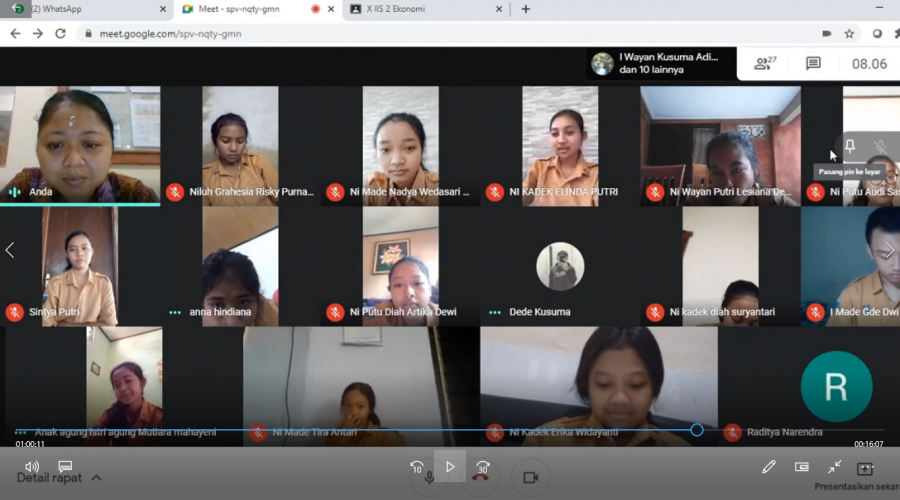 (2) WhatsApp
Meet - spv-nqty-gmn
X IIS 2 Ekonomi
meet.google.com/spv-nqty-gmn
I Wayan Kusuma Adi...
dan 10 lainnya
27
08.06
Anda
Niluh Grahesia Risky Purna...
Ni Made Nadya Wedasari ...
NI KADEK ELINDA PUTRI
Ni Wayan Putri Lesiana De...
Pasang pin ke layar
Ni Putu Audi Sas
Sintya Putri
anna hindiana
Ni Putu Diah Artika Dewi
Dede Kusuma
Ni kadek diah suryantari
I Made Gde Dwi
R
Anak agung istri agung Mutiara mahayeni
Ni Made Tira Antari
Ni Kadek Erika Widayanti
Raditya Narendra
01:00:11
00:16:07
10
30
Detail rapat
Presentasikan sekar